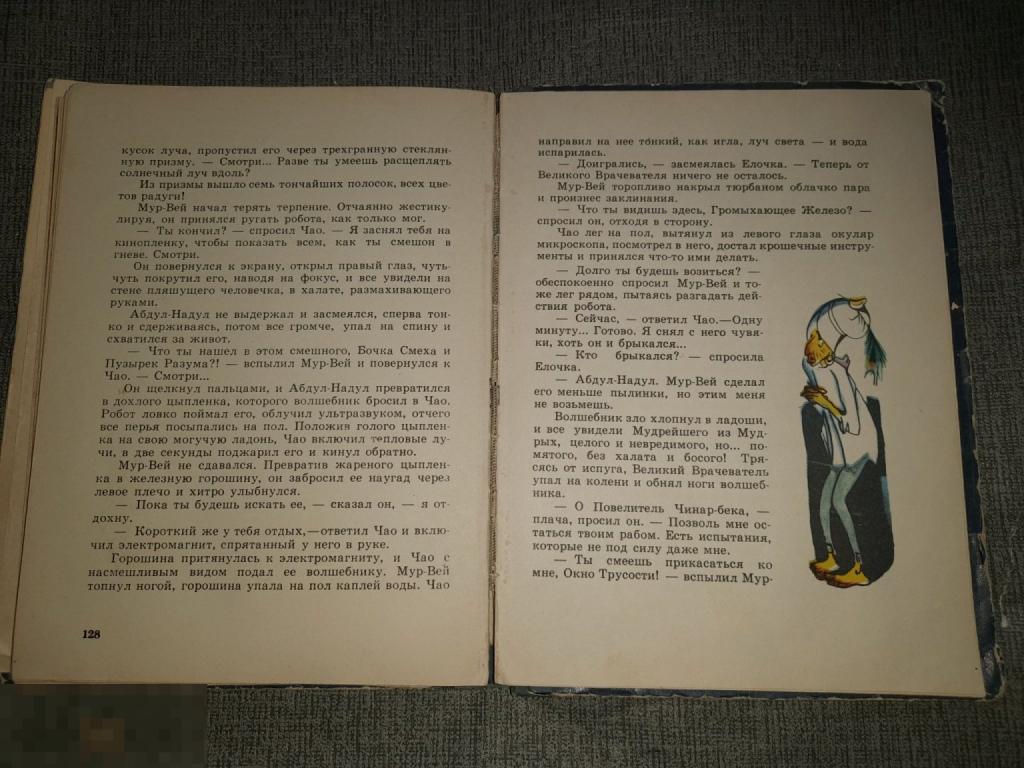 кусок луча, пропустил его через трехгранную стеклян-
ную призму. — Смотри... Разве ты умеешь расщеплять
солнечный луч вдоль?
Из призмы вышло семь тончайших полосок, всех цве-
тов радуги!
Мур-Вей начал терять терпение. Отчаянно жестику-
лируя, он принялся ругать робота, как только мог.
— Ты кончил? — спросил Чао. — Я заснял тебя на
кинопленку, чтобы показать всем, как ты смешон в
гневе. Смотри.
Он повернулся к экрану, открыл правый глаз, чуть-
чуть покрутил его, наводя на фокус, и все увидели на
стене пляшущего человечка, в халате, размахивающего
руками.
Абдул-Надул не выдержал и засмеялся, сперва тон-
ко и сдерживаясь, потом все громче, упал на спину и
схватился за живот.
— Что ты нашел в этом смешного, Бочка Смеха и
Пузырек Разума?! — вспылил Мур-Вей и повернулся к
Чао. — Смотри...
Он щелкнул пальцами, и Абдул-Надул превратился
в дохлого цыпленка, которого волшебник бросил в Чао.
Робот ловко поймал его, облучил ультразвуком, отчего
все перья посыпались на пол. Положив голого цыплен-
ка на свою могучую ладонь, Чао включил тепловые лу-
чи, в две секунды поджарил его и кинул обратно.
Мур-Вей не сдавался. Превратив жареного цыплен-
ка в железную горошину, он забросил ее наугад через
левое плечо и хитро улыбнулся.
— Пока ты будешь искать ее, — сказал он, — я от-
дохну.
— Короткий же у тебя отдых,—ответил Чао и вклю-
чил электромагнит, спрятанный у него в руке.
Горошина притянулась к электромагниту, и Чао с
насмешливым видом подал ее волшебнику. Мур-Вей
топнул ногой, горошина упала на пол каплей воды. Чао
128
направил на нее тонкий, как игла, луч света — и вода
испарилась.
— Доигрались, — засмеялась Елочка. — Теперь от
Великого Врачевателя ничего не осталось.
Мур-Вей торопливо накрыл тюрбаном облачко пара
и произнес заклинания.
— Что ты видишь здесь, Громыхающее Железо? —
спросил он, отходя в сторону.
Чао лег на пол, вытянул из левого глаза окуляр
микроскопа, посмотрел в него, достал крошечные инстру-
менты и принялся что-то ими делать.
— Долго ты будешь возиться? —
обеспокоенно спросил Мур-Вей и то-
же лег рядом, пытаясь разгадать дей-
ствия робота.
— Сейчас, — ответил Чао.—Одну
минуту... Готово. Я снял с него чувя-
ки, хоть он и брыкался...
— Кто брыкался? — спросила
Елочка.
— Абдул-Надул. Мур-Вей сделал
его меньше пылинки, но этим меня
не возьмешь.
Волшебник зло хлопнул в ладоши,
и все увидели Мудрейшего из Муд-
рых, целого и невредимого, но... по-
мятого, без халата и босого! Тря-
сясь от испуга, Великий Врачеватель
упал на колени и обнял ноги волшеб-
ника.
— О Повелитель Чинар-бека, —
плача, просил он. — Позволь мне ос-
таться твоим рабом. Есть испытания,
которые не под силу даже мне.
— Ты смеешь прикасаться ко
мне, Окно Трусости! — вспылил Мур-